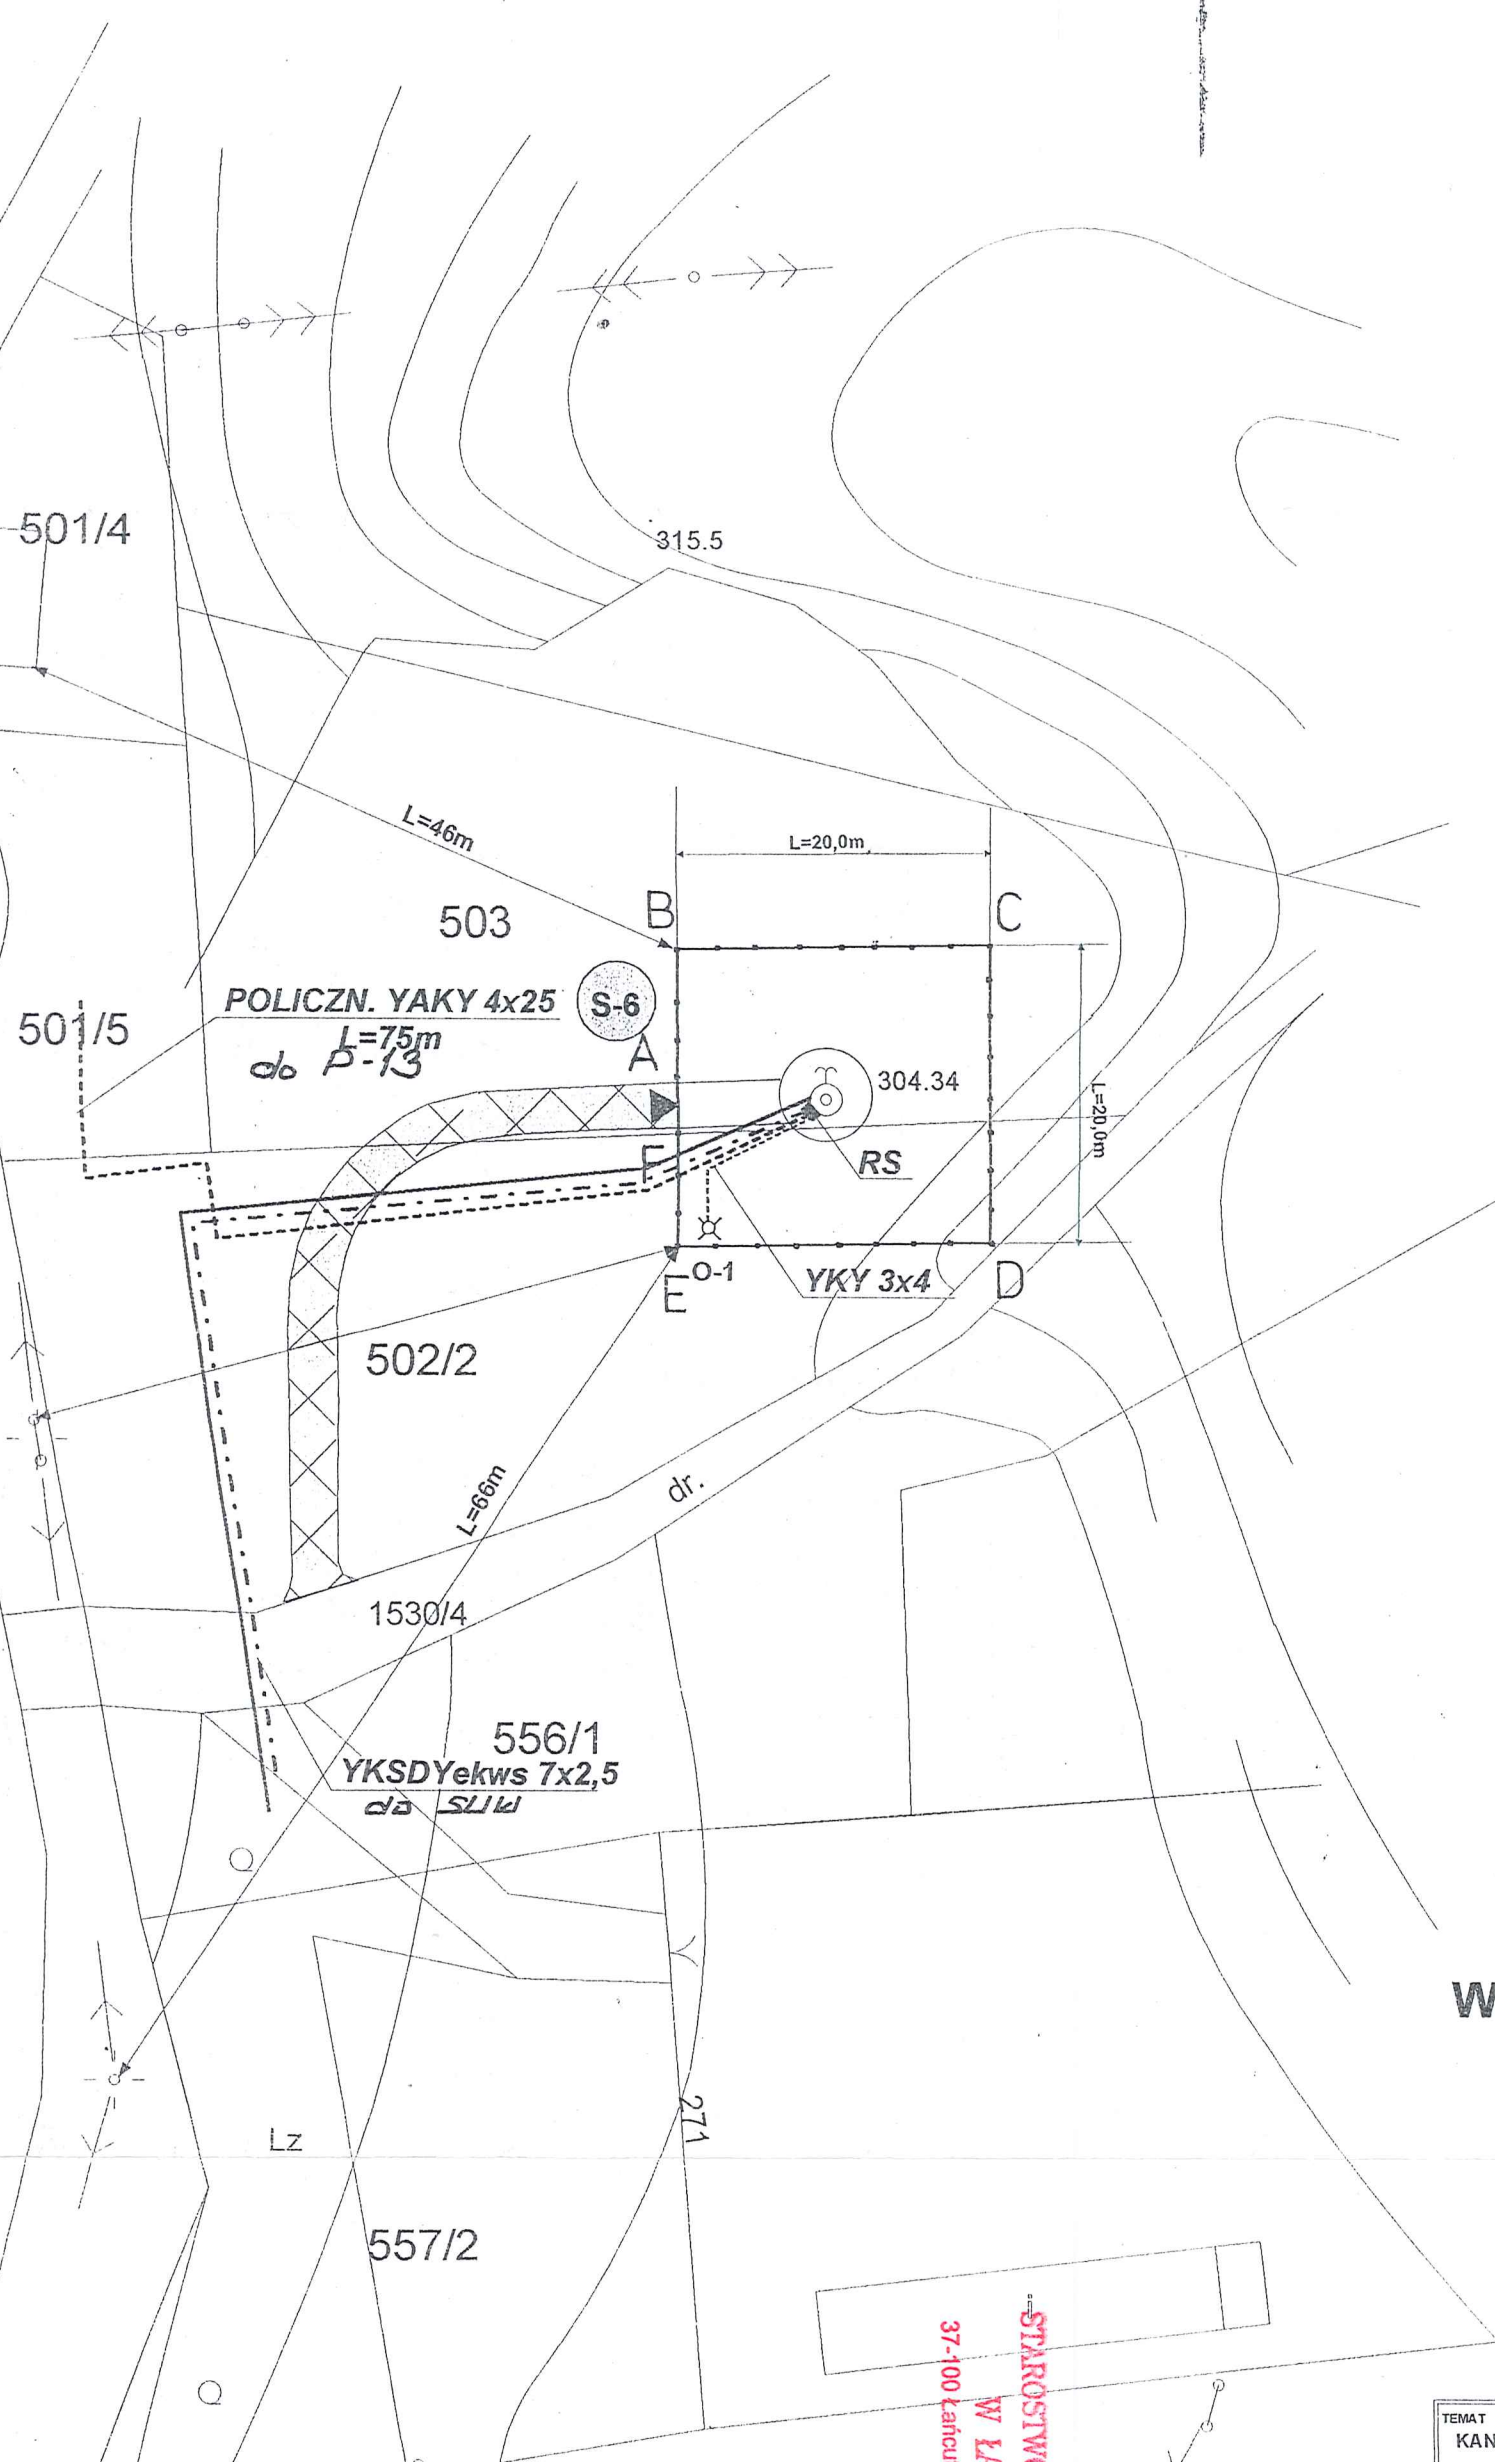 501/4
315.5
L=46m
L=20,0m
503
B
C
POLICZN. YAKY 4x25
S-6
L=75m
501/5
do P-13
A
304.34
L=20,0m
F
RS
O-1
YKY 3x4
E
D
502/2
L=66m
dr.
1530/4
556/1
YKSDYekws 7x2,5
do SUW
W
271
Lz
557/2
STAROSTW
W ŁA
37-100 Łańcu
TEMAT
KAN